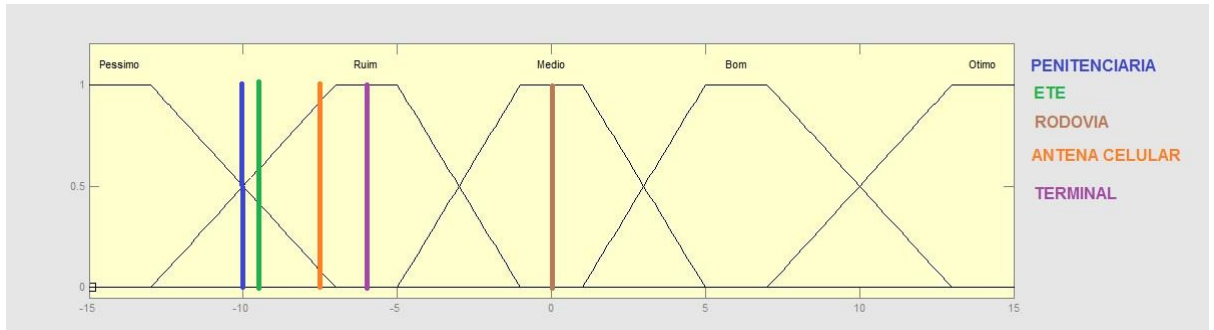 Pessimo Ruim Medio Bom Otimo
PENITENCIARIA
1
ETE
RODOVIA
ANTENA CELULAR
0.5
TERMINAL
0
-15 -10 -5 0 5 10 15